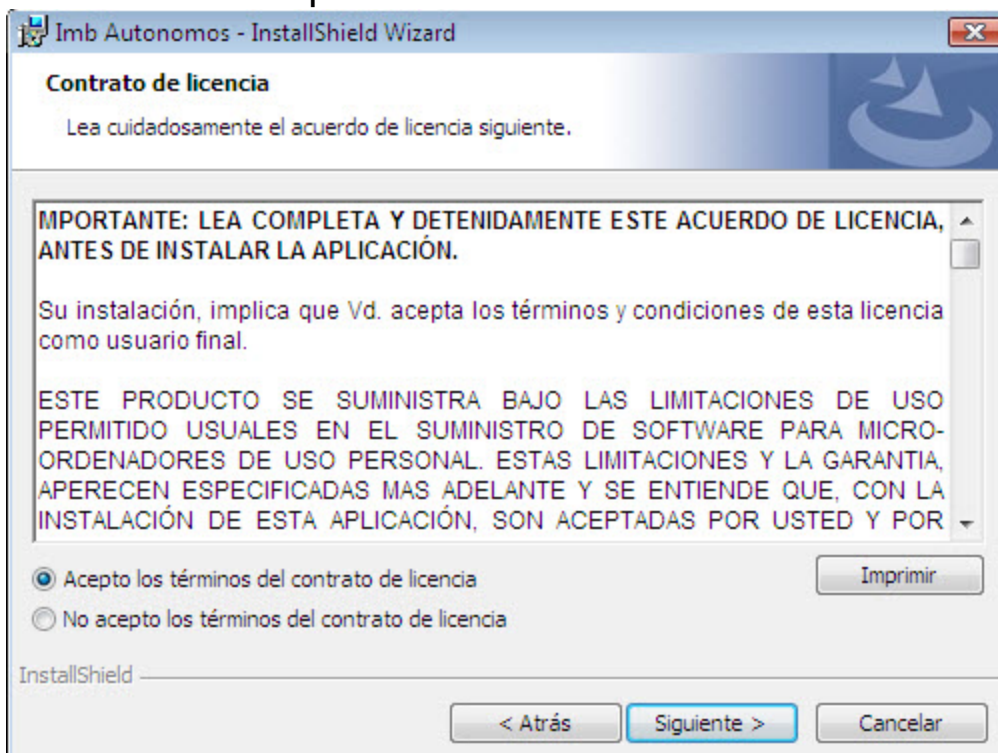 Imb Autonomos - InstallShield Wizard
Contrato de licencia
Lea cuidadosamente el acuerdo de licencia siguiente.
MPORTANTE: LEA COMPLETA Y DETENIDAMENTE ESTE ACUERDO DE LICENCIA,
ANTES DE INSTALAR LA APLICACIÓN.
Su instalación, implica que Vd. acepta los términos y condiciones de esta licencia
como usuario final.
ESTE PRODUCTO SE SUMINISTRA BAJO LAS LIMITACIONES DE USO
PERMITIDO USUALES EN EL SUMINISTRO DE SOFTWARE PARA MICRO-
ORDENADORES DE USO PERSONAL. ESTAS LIMITACIONES Y LA GARANTIA,
APERECEN ESPECIFICADAS MAS ADELANTE Y SE ENTIENDE QUE, CON LA
INSTALACIÓN DE ESTA APLICACIÓN, SON ACEPTADAS POR USTED Y POR
Acepto los términos del contrato de licencia
Imprimir
No acepto los términos del contrato de licencia
InstallShield
< Atrás Siguiente > Cancelar